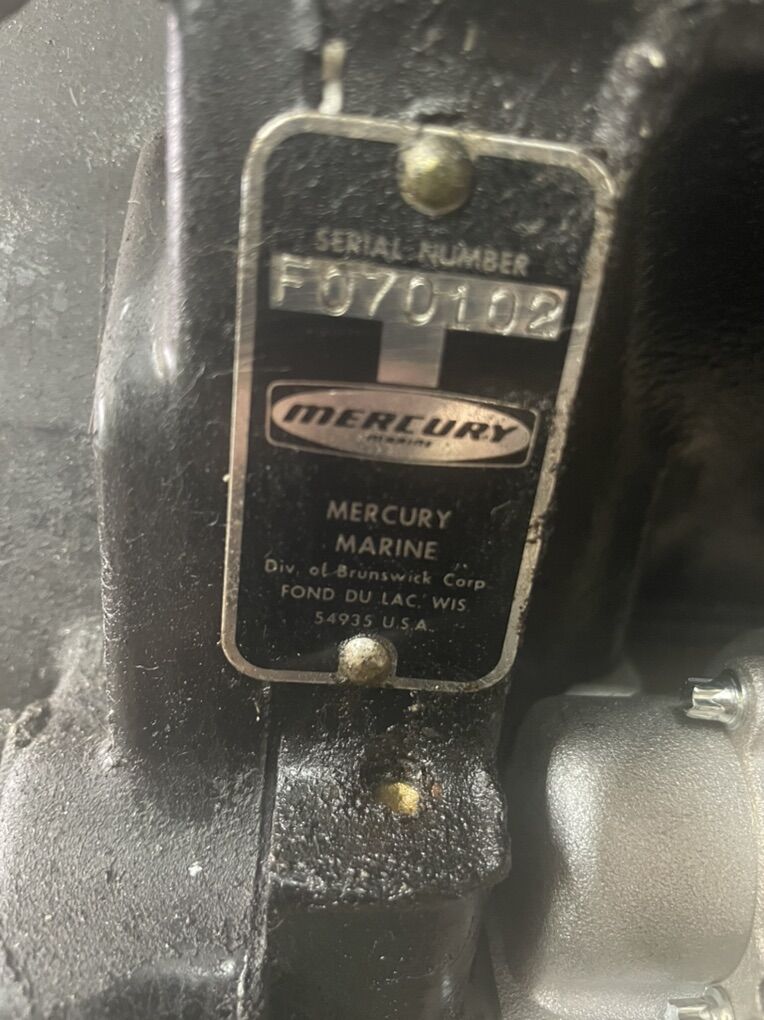 SERIAL NUMBER
F070102
MERCURY
MARINE
MERCURY
MARINE
Div. of Brunswick Corp
FOND DU LAC, WIS
54935 U.S.A.